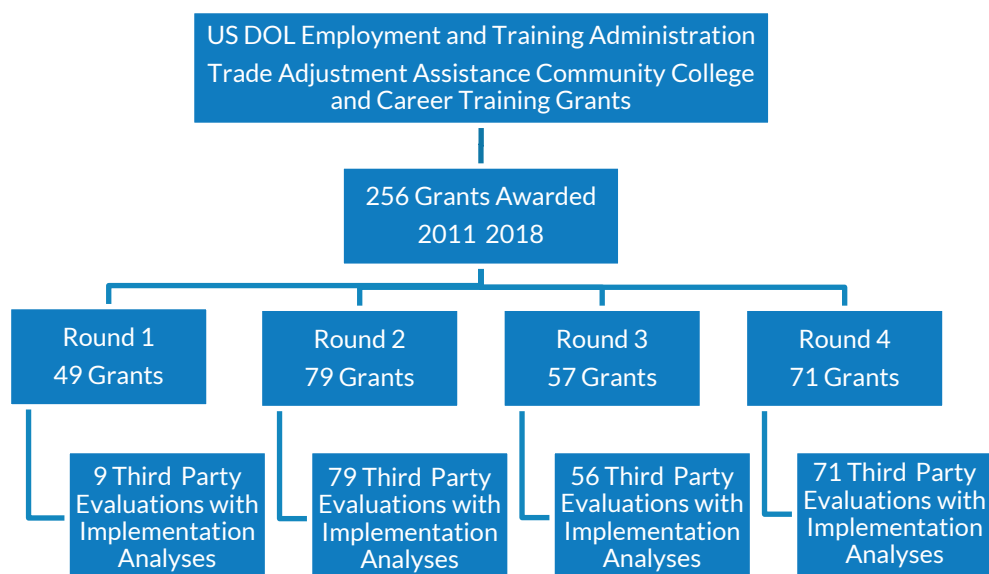 US DOL Employment and Training Administration
Trade Adjustment Assistance Community College
and Career Training Grants
256 Grants Awarded
2011 2018
Round 1
49 Grants
Round 2
79 Grants
Round 3
57 Grants
Round 4
71 Grants
9 Third Party
Evaluations with
Implementation
Analyses
79 Third Party
Evaluations with
Implementation
Analyses
56 Third Party
Evaluations with
Implementation
Analyses
71 Third Party
Evaluations with
Implementation
Analyses